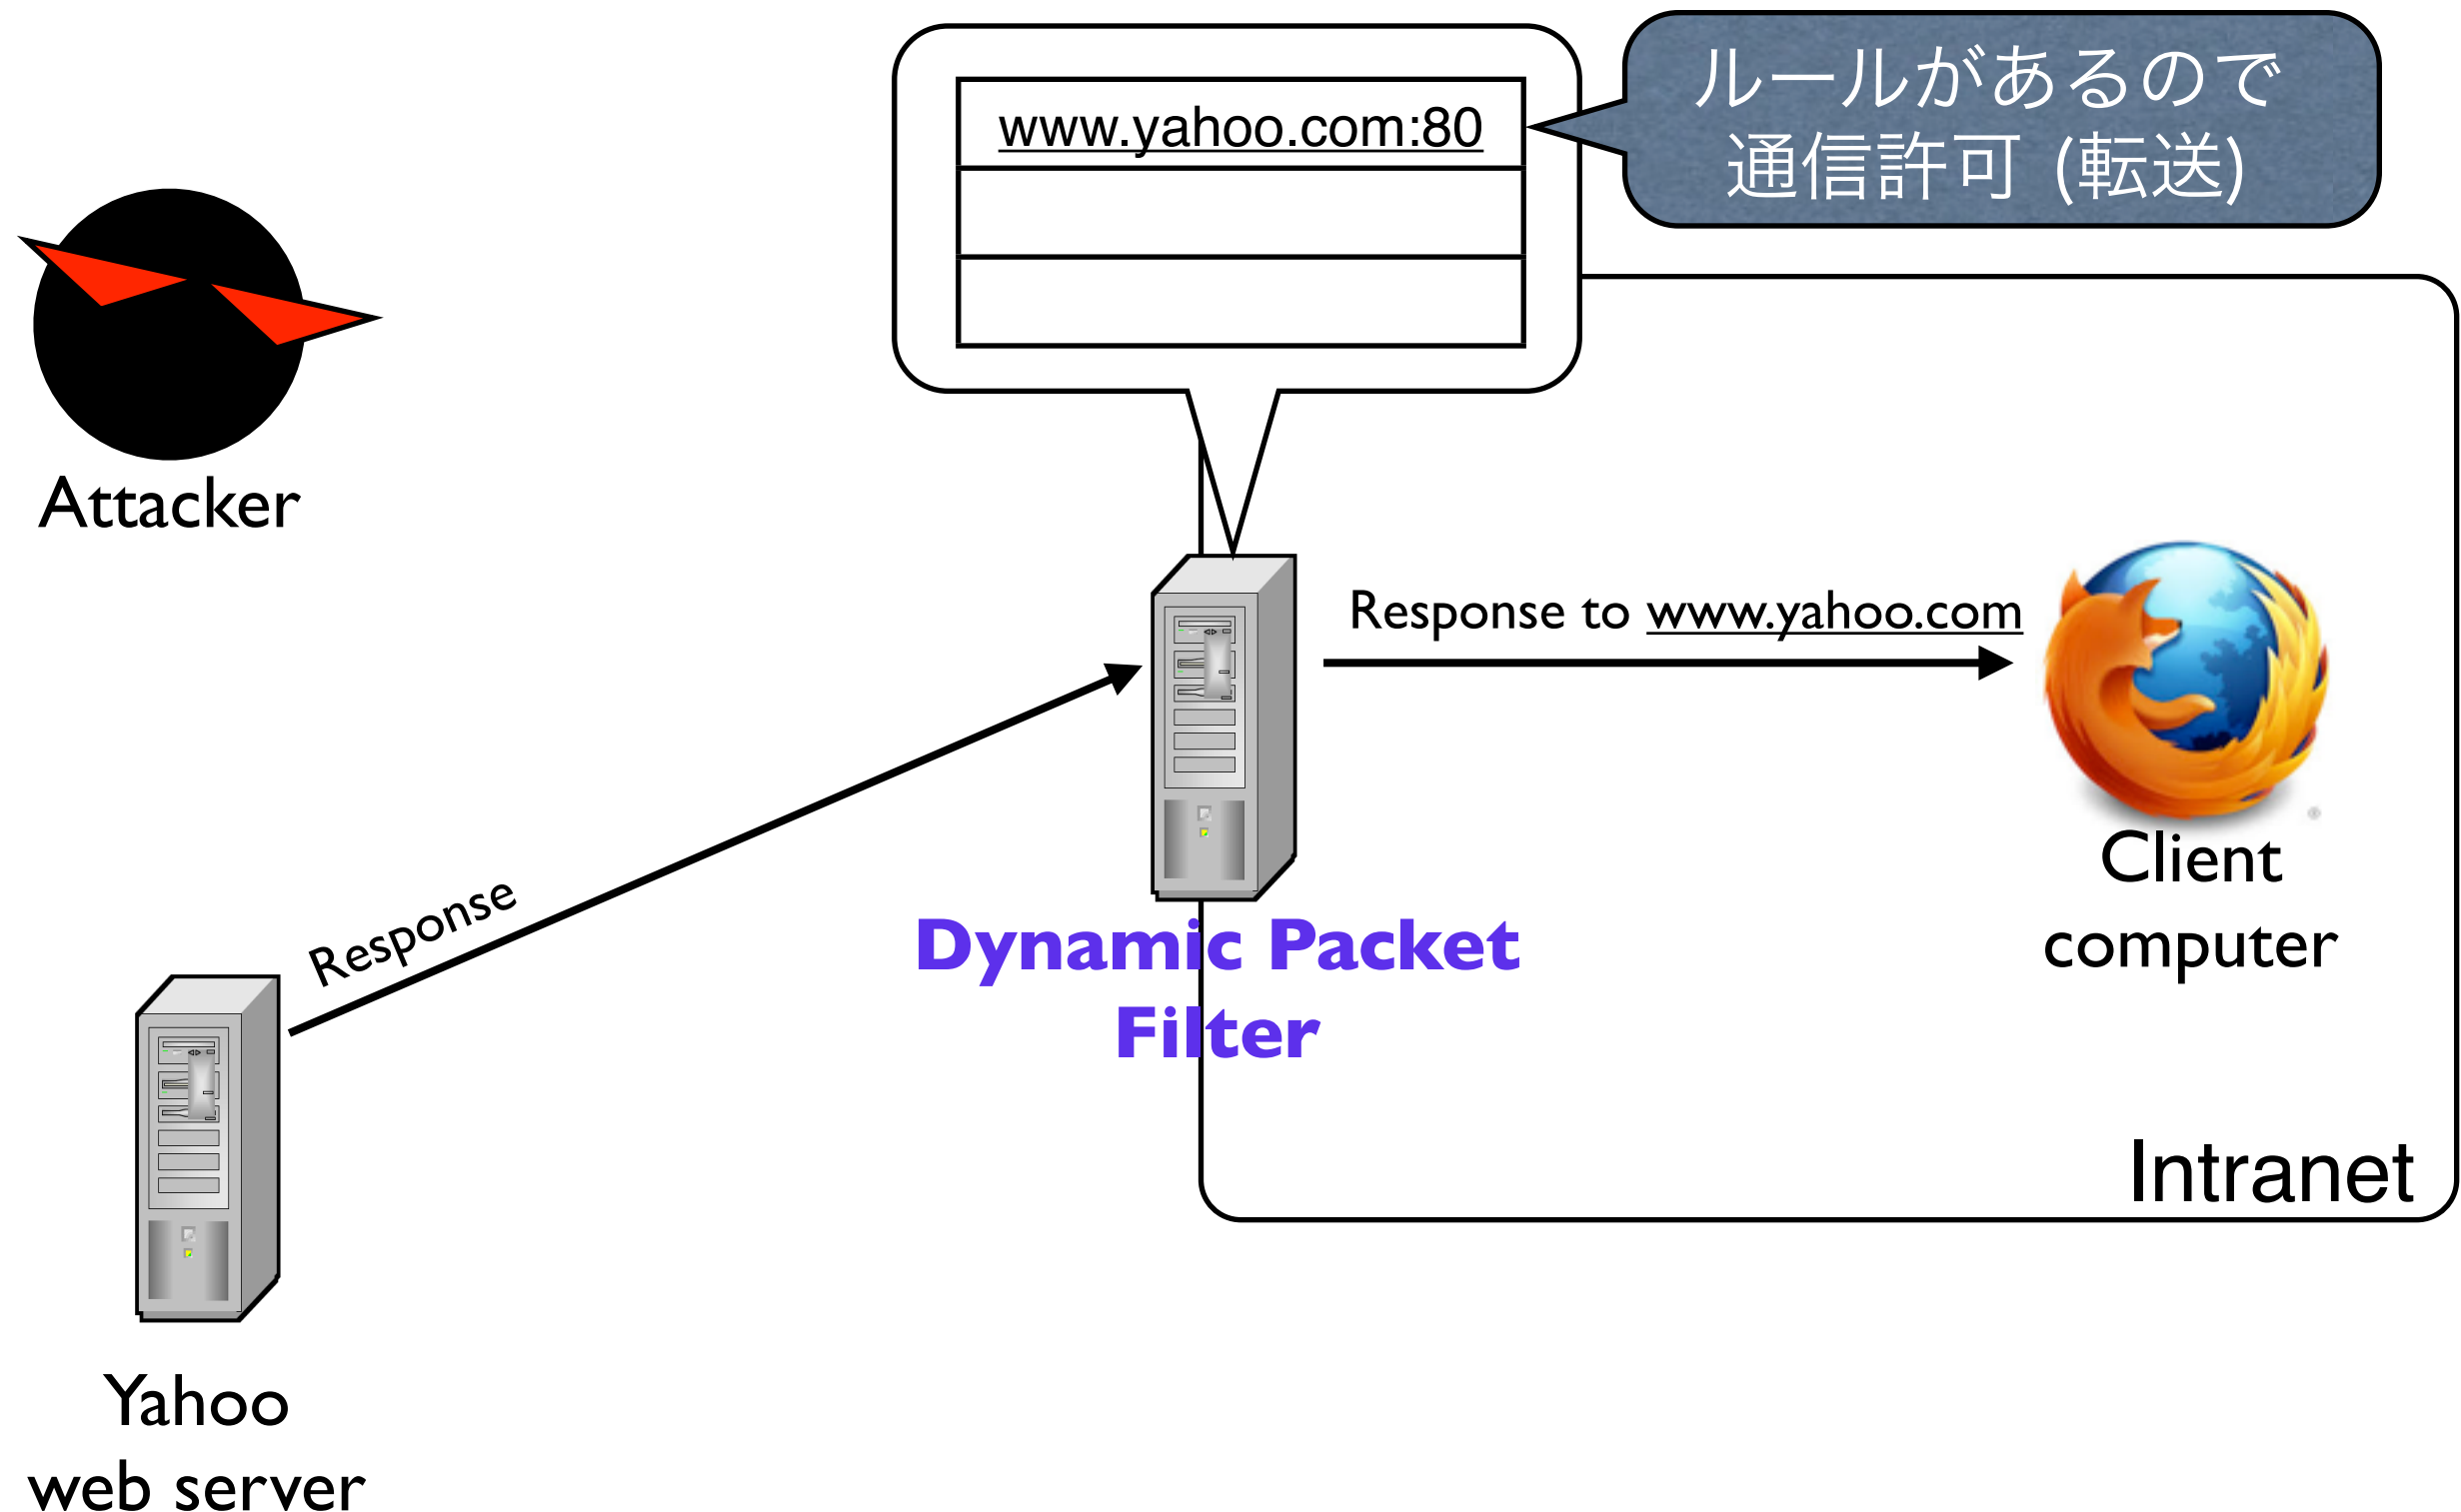 www.yahoo.com:80
ルールがあるので
通信許可 (転送)
Attacker
Response to www.yahoo.com
Client
computer
Response
Dynamic Packet
Filter
Intranet
Yahoo
web server